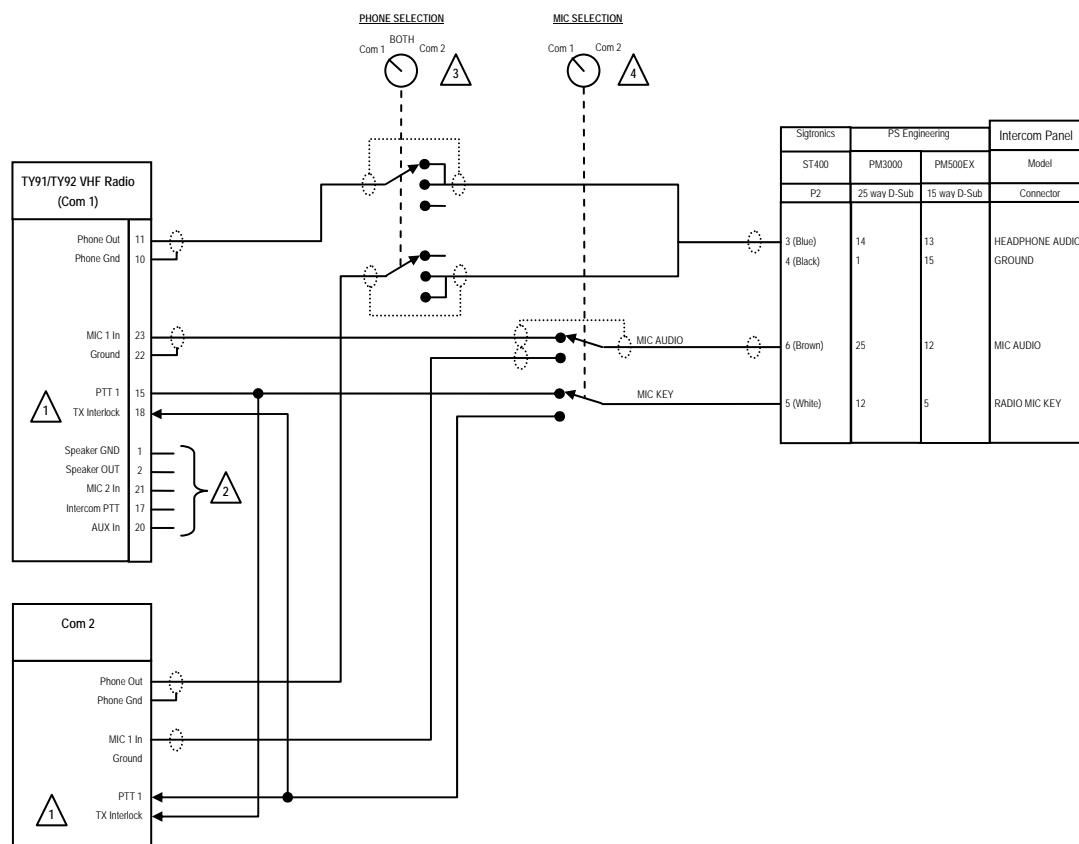 PHONE SELECTION
MIC SELECTION
BOTH
Com 1
Com 2
3
Com 1
Com 2
4
Sigtronics
PS Engineering
Intercom Panel
ST400
PM3000
PM500EX
Model
P2
25 way D-Sub
15 way D-Sub
Connector
3 (Blue)
14
13
HEADPHONE AUDIO
4 (Black)
1
15
GROUND
6 (Brown)
25
12
MIC AUDIO
5 (White)
12
5
RADIO MIC KEY
MIC AUDIO
MIC KEY
TY91/TY92 VHF Radio
(Com 1)
Phone Out 11
Phone Gnd 10
MIC 1 In 23
Ground 22
PTT 1 15
1
TX Interlock 18
Speaker GND 1
Speaker OUT 2
MIC 2 In 21
2
Intercom PTT 17
AUX In 20
Com 2
Phone Out
Phone Gnd
MIC 1 In
Ground
PTT 1
1
TX Interlock